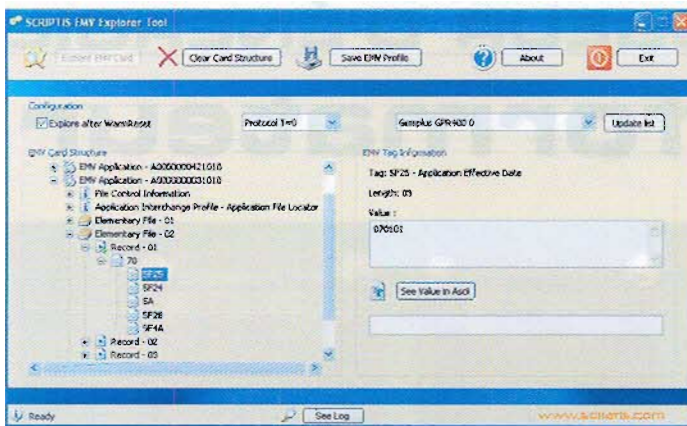 SCRIPTIS EMV Explorer Tool
Explore EMV Card
Clear Card Structure
Save EMV Profile
About
Exit
Configuration
Explore after WarmReset
Protocol T=0
Gemplus GPR400 0
Update list
EMV Card Structure
EMV Application - A0000000421010
EMV Application - A0000000031010
File Control Information
Application Interchange Profile - Application File Locator
Elementary File - 01
Elementary File - 02
Record - 01
70
5F25
5F24
5A
5F28
9F4A
Record - 02
Record - 03
EMV Tag Information
Tag: 5F25 - Application Effective Date
Length: 03
Value :
070101
See Value in Ascii
Ready
See Log